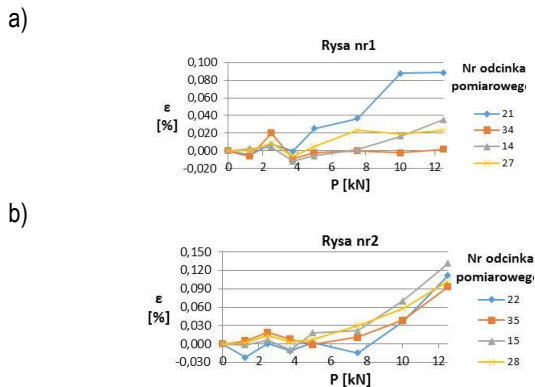 a)
Rysa nr1
0,100
0,080
0,060
0,040
0,020
0,000
-0,020
ε
[%]
0 2 4 6 8 10 12
P [kN]
Nr odcinka
pomiarowego
21
34
14
27
b)
Rysa nr2
0,150
0,120
0,090
0,060
0,030
0,000
-0,030
ε
[%]
0 2 4 6 8 10 12
P [kN]
Nr odcinka
pomiarowego
22
35
15
28